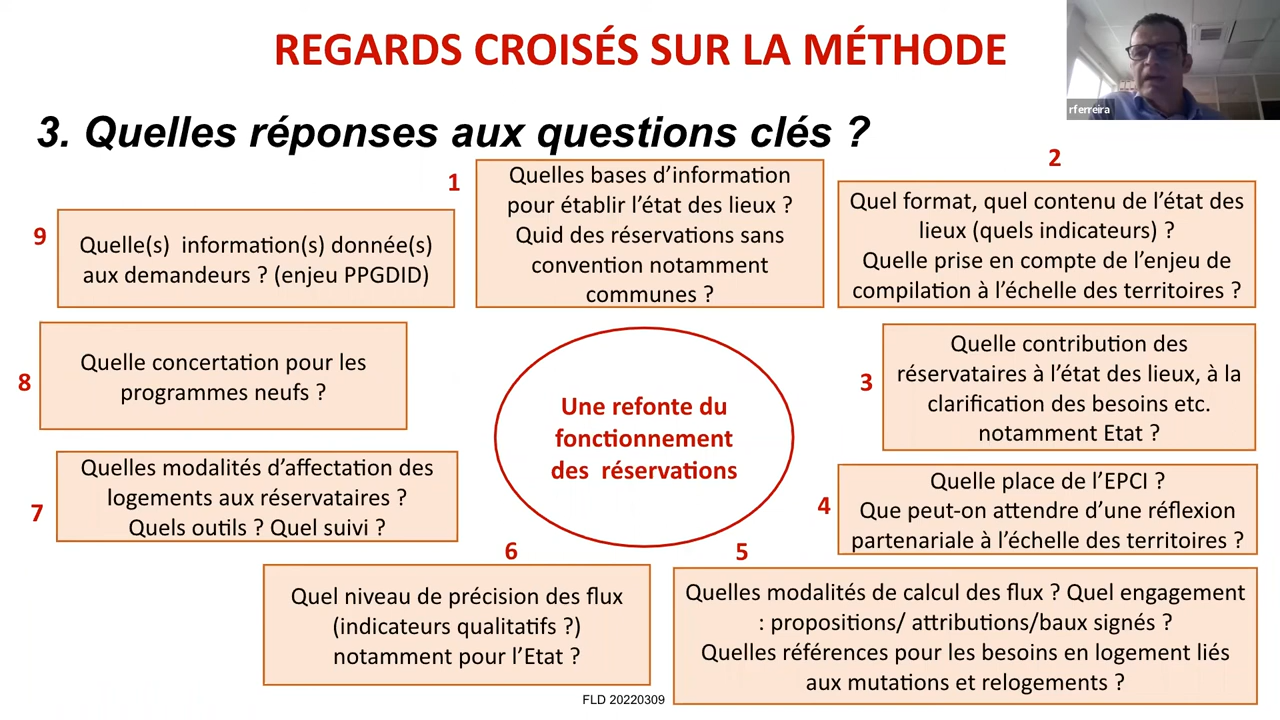 REGARDS CROISÉS SUR LA MÉTHODE
rferreira
3. Quelles réponses aux questions clés ?
1
Quelles bases d’information
pour établir l’état des lieux ?
Quid des réservations sans
convention notamment
communes ?
2
Quel format, quel contenu de l’état des
lieux (quels indicateurs) ?
Quelle prise en compte de l’enjeu de
compilation à l’échelle des territoires ?
3
Quelle contribution des
réservataires à l’état des lieux, à la
clarification des besoins etc.
notamment Etat ?
4
Quelle place de l’EPCI ?
Que peut-on attendre d’une réflexion
partenariale à l’échelle des territoires ?
5
Quelles modalités de calcul des flux ? Quel engagement
: propositions/ attributions/baux signés ?
Quelles références pour les besoins en logement liés
aux mutations et relogements ?
6
Quel niveau de précision des flux
(indicateurs qualitatifs ?)
notamment pour l’Etat ?
7
Quelles modalités d’affectation des
logements aux réservataires ?
Quels outils ? Quel suivi ?
8
Quelle concertation pour les
programmes neufs ?
9
Quelle(s) information(s) donnée(s)
aux demandeurs ? (enjeu PPGDID)
Une refonte du
fonctionnement
des réservations
FLD 20220309